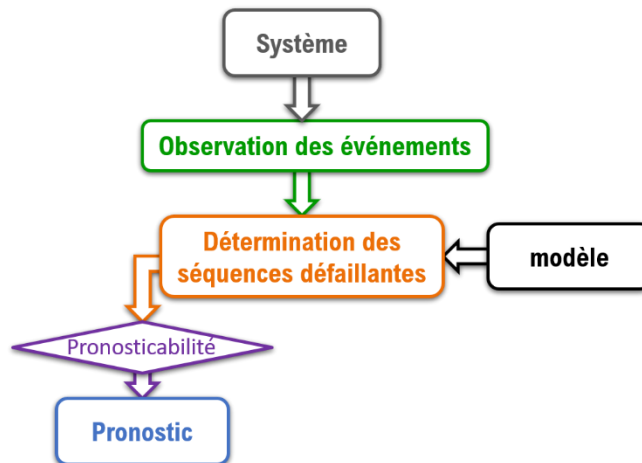 Système
Observation des événements
Détermination des
séquences défaillantes
modèle
Pronosticabilité
Pronostic